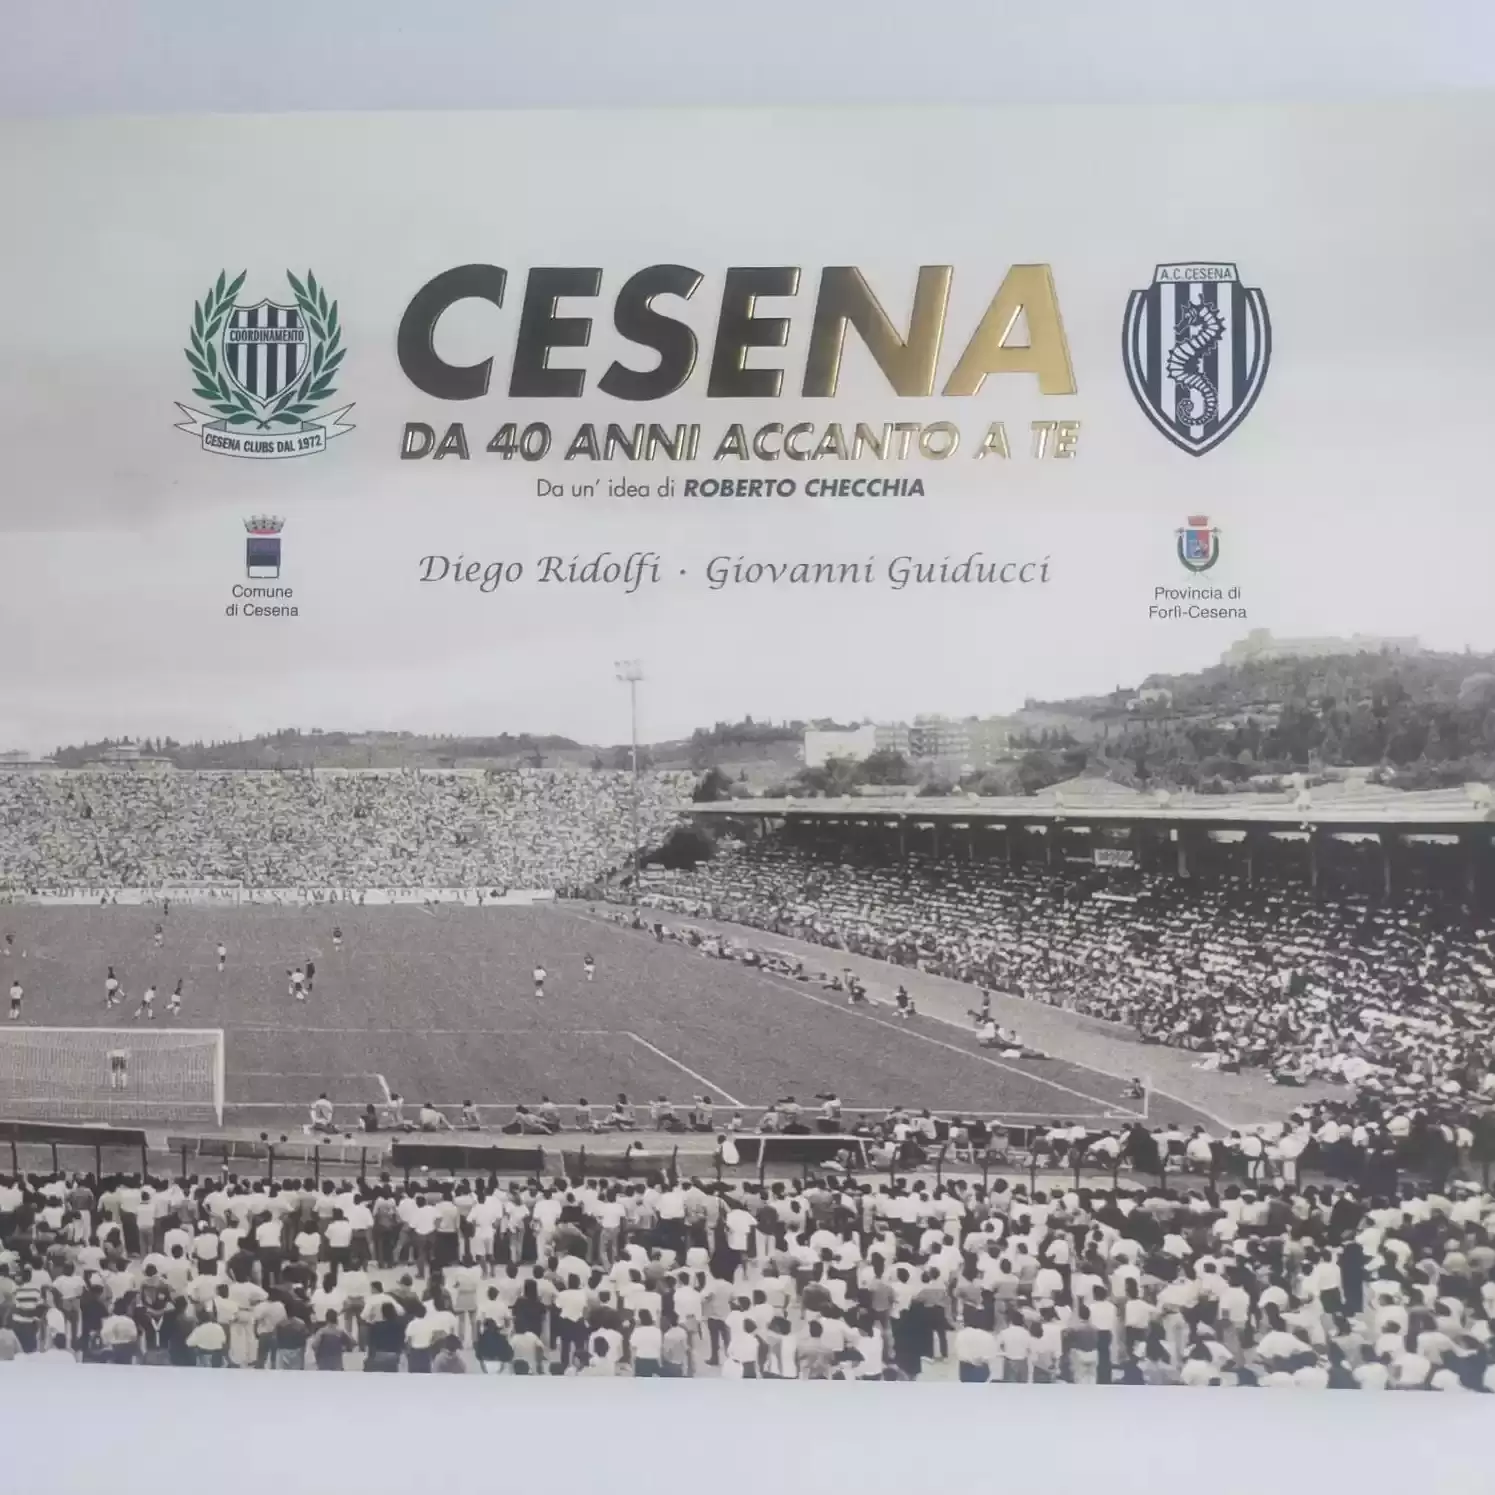 CESENA
DA 40 ANNI ACCANTO A TE
Da un' idea di ROBERTO CHECCHIA
Diego Ridolfi · Giovanni Guiducci
COORDINAMENTO
CESENA CLUBS DAL 1972
A.C. CESENA
Comune
di Cesena
Provincia di
Forlì-Cesena